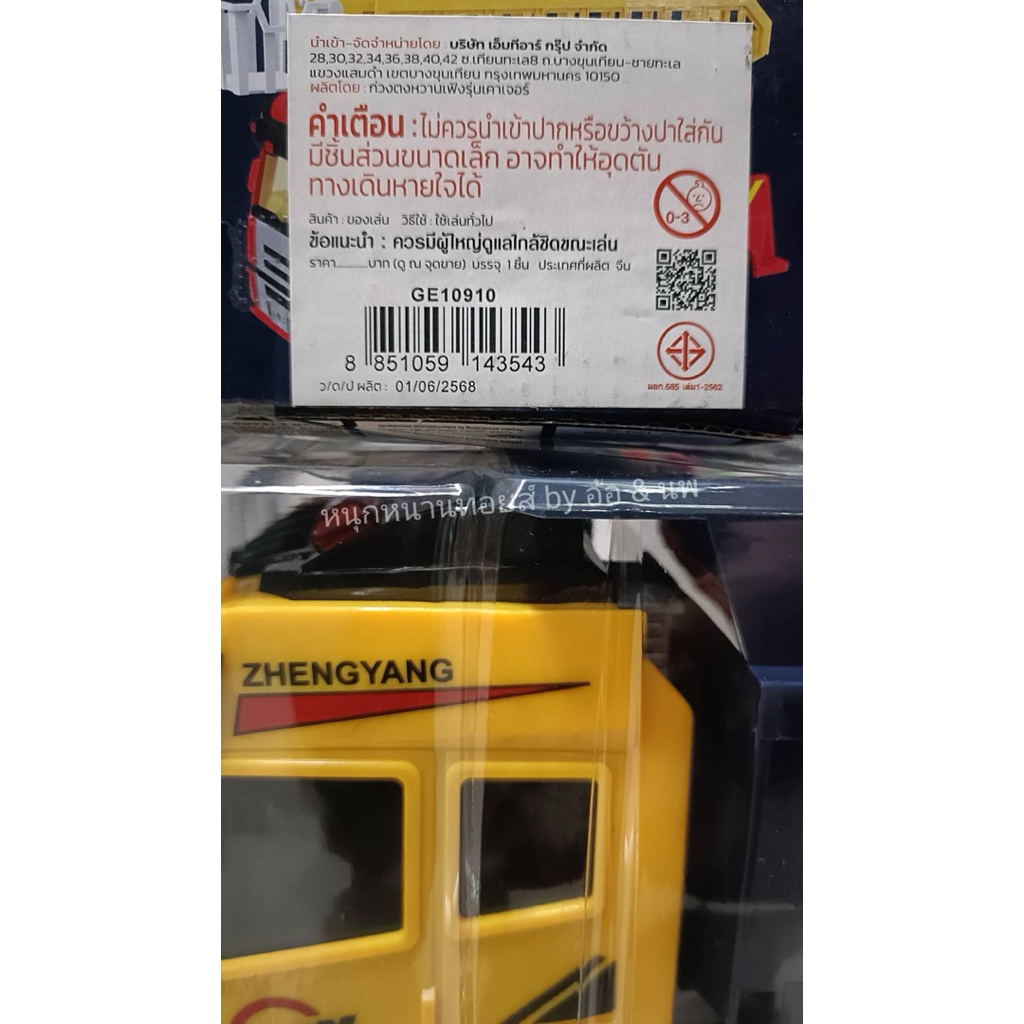 นำเข้า-จัดจำหน่ายโดย : บริษัท เอ็มทีอาร์ กรุ๊ป จำกัด
28,30,32,34,36,38,40,42 ซ.เทียนทะเล8 ถ.บางขุนเทียน-ชายทะเล
แขวงแสมดำ เขตบางขุนเทียน กรุงเทพมหานคร 10150
ผลิตโดย : กวางตงหวานเฟิงรุ่นเคาเจอร์
คำเตือน : ไม่ควรนำเข้าปากหรือขว้างปาใส่กัน
มีชิ้นส่วนขนาดเล็ก อาจทำให้อุดตัน
ทางเดินหายใจได้
0-3
สินค้า : ของเล่น วิธีใช้ : ใช้เล่นทั่วไป
ข้อแนะนำ : ควรมีผู้ใหญ่ดูแลใกล้ชิดขณะเล่น
ราคา............บาท (ดู ณ จุดขาย) บรรจุ 1ชิ้น ประเทศที่ผลิต จีน
GE10910
8 851059 143543
ว/ด/ป ผลิต : 01/06/2568
มอก.685 เล่ม1-2562
หนุกหนานทอยส์ by อ้อ & นพ
ZHENGYANG